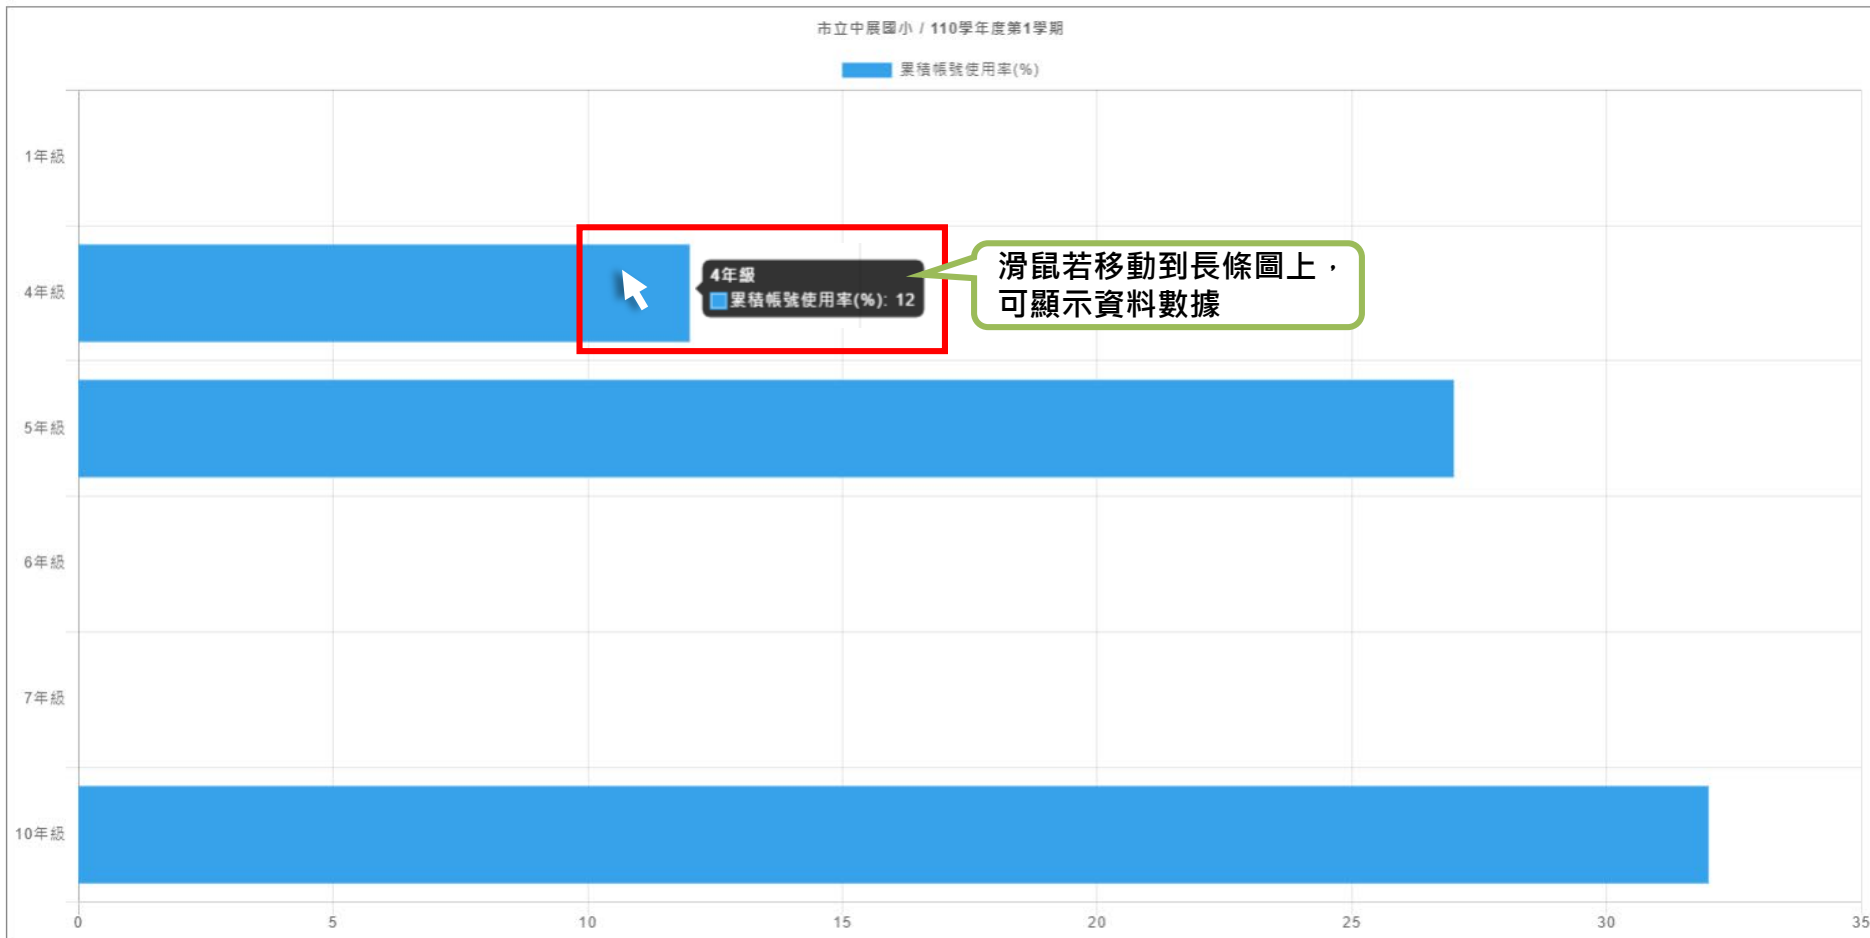 市立中展國小 / 110學年度第1學期
累積帳號使用率(%)
1年級
4年級
4年級
累積帳號使用率(%): 12
滑鼠若移動到長條圖上，
可顯示資料數據
5年級
6年級
7年級
10年級
0 5 10 15 20 25 30 35